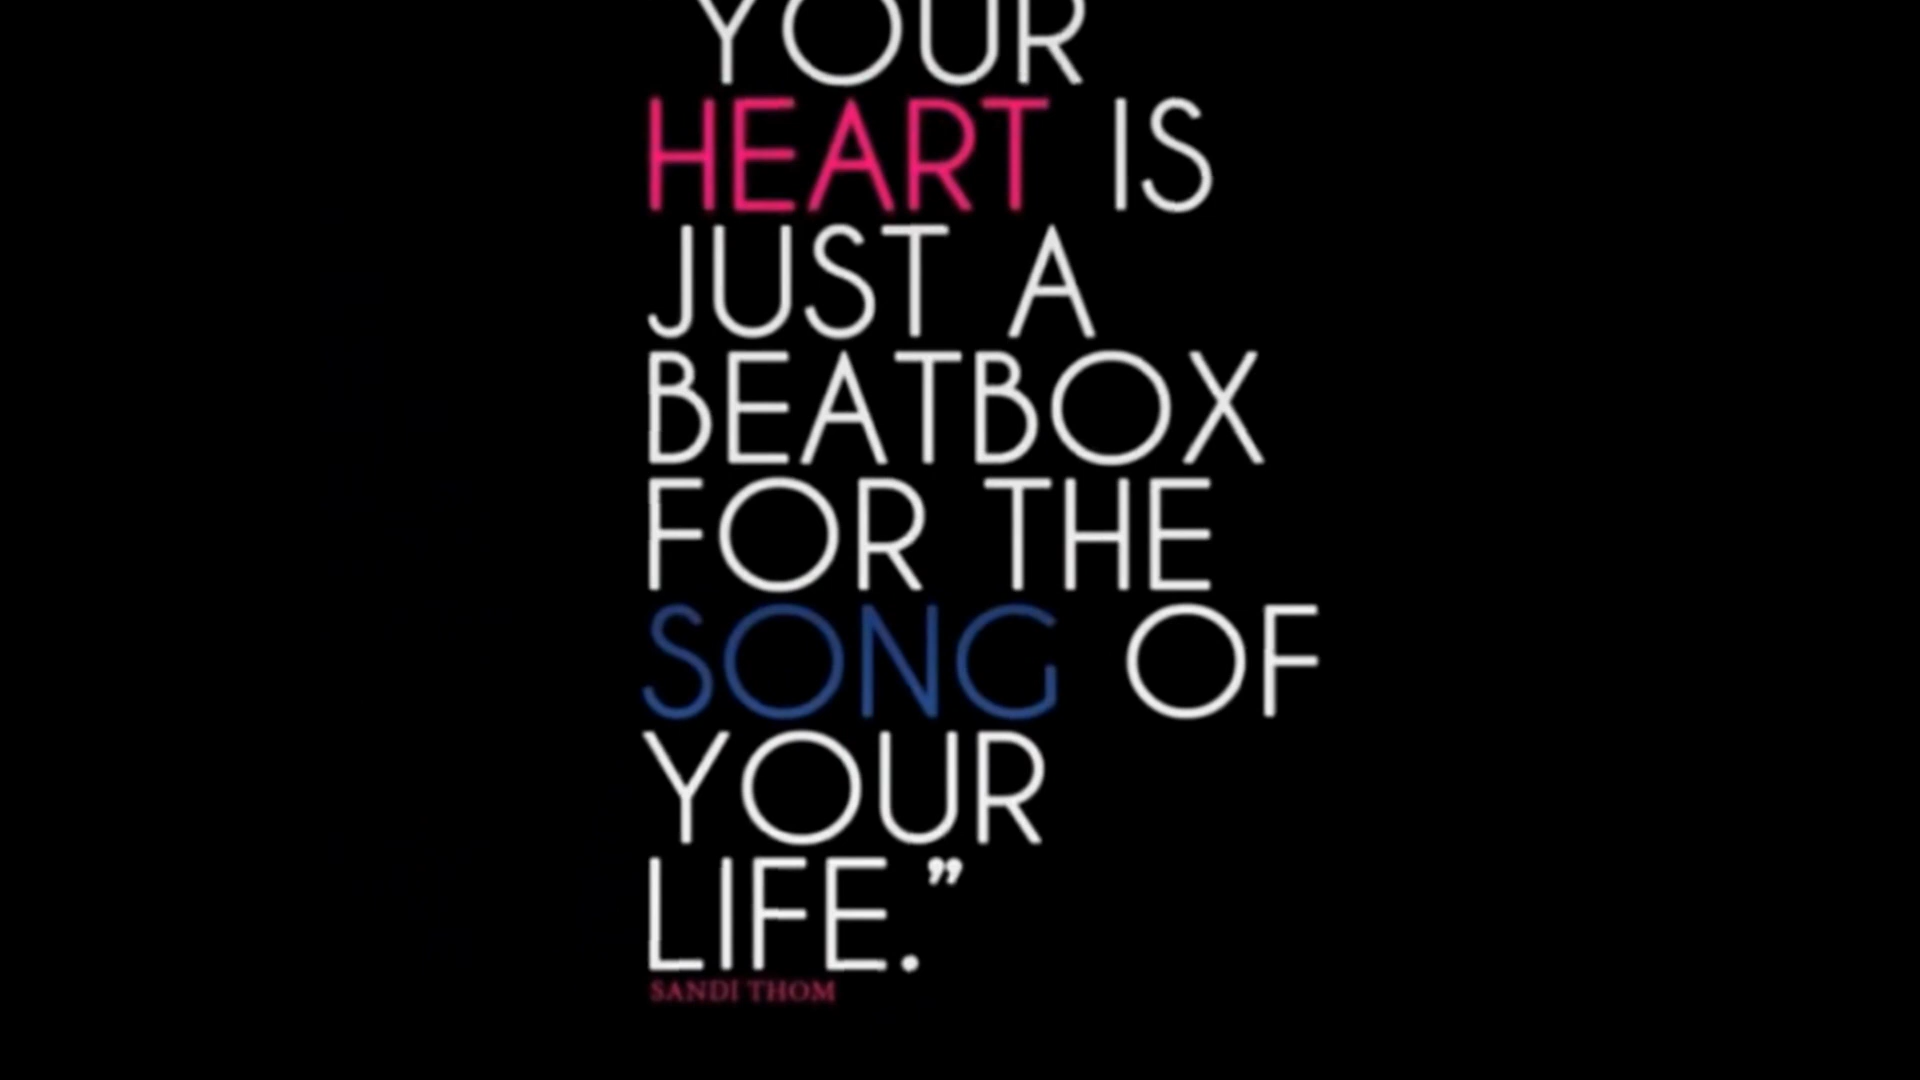 YOUR
HEART IS
JUST A
BEATBOX
FOR THE
SONG OF
YOUR
LIFE.”
SANDI THOM